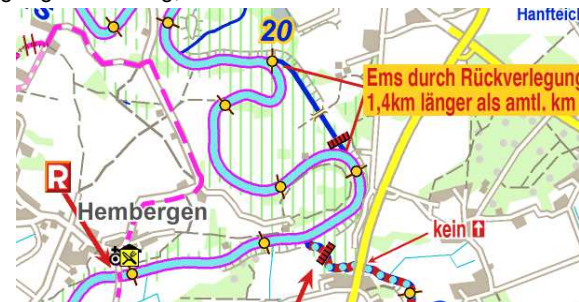 20
Hanfteich
Ems durch Rückverlegung
1,4km länger als amtl. km
R
Hembergen
kein